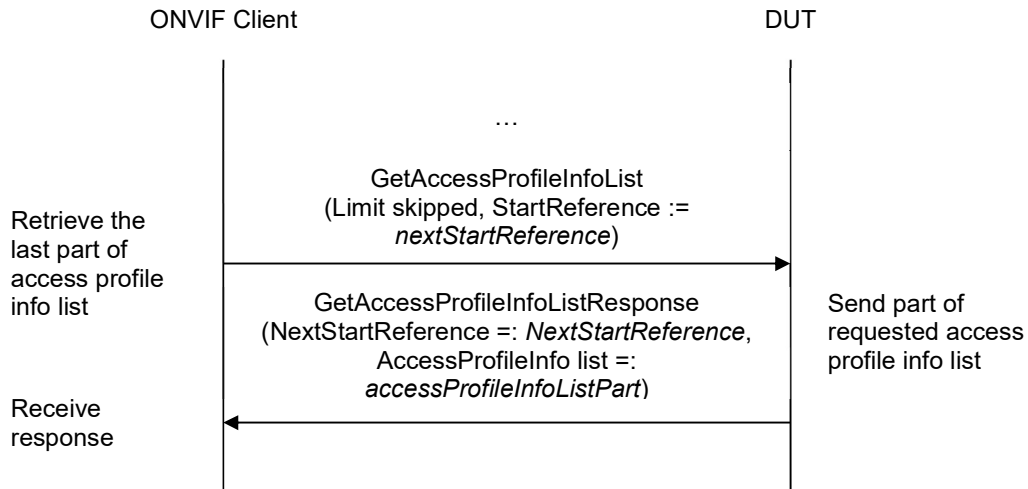 ONVIF Client
DUT
…
GetAccessProfileInfoList
(Limit skipped, StartReference :=
nextStartReference)
Retrieve the
last part of
access profile
info list
GetAccessProfileInfoListResponse
(NextStartReference =: NextStartReference,
AccessProfileInfo list =:
accessProfileInfoListPart)
Send part of
requested access
profile info list
Receive
response